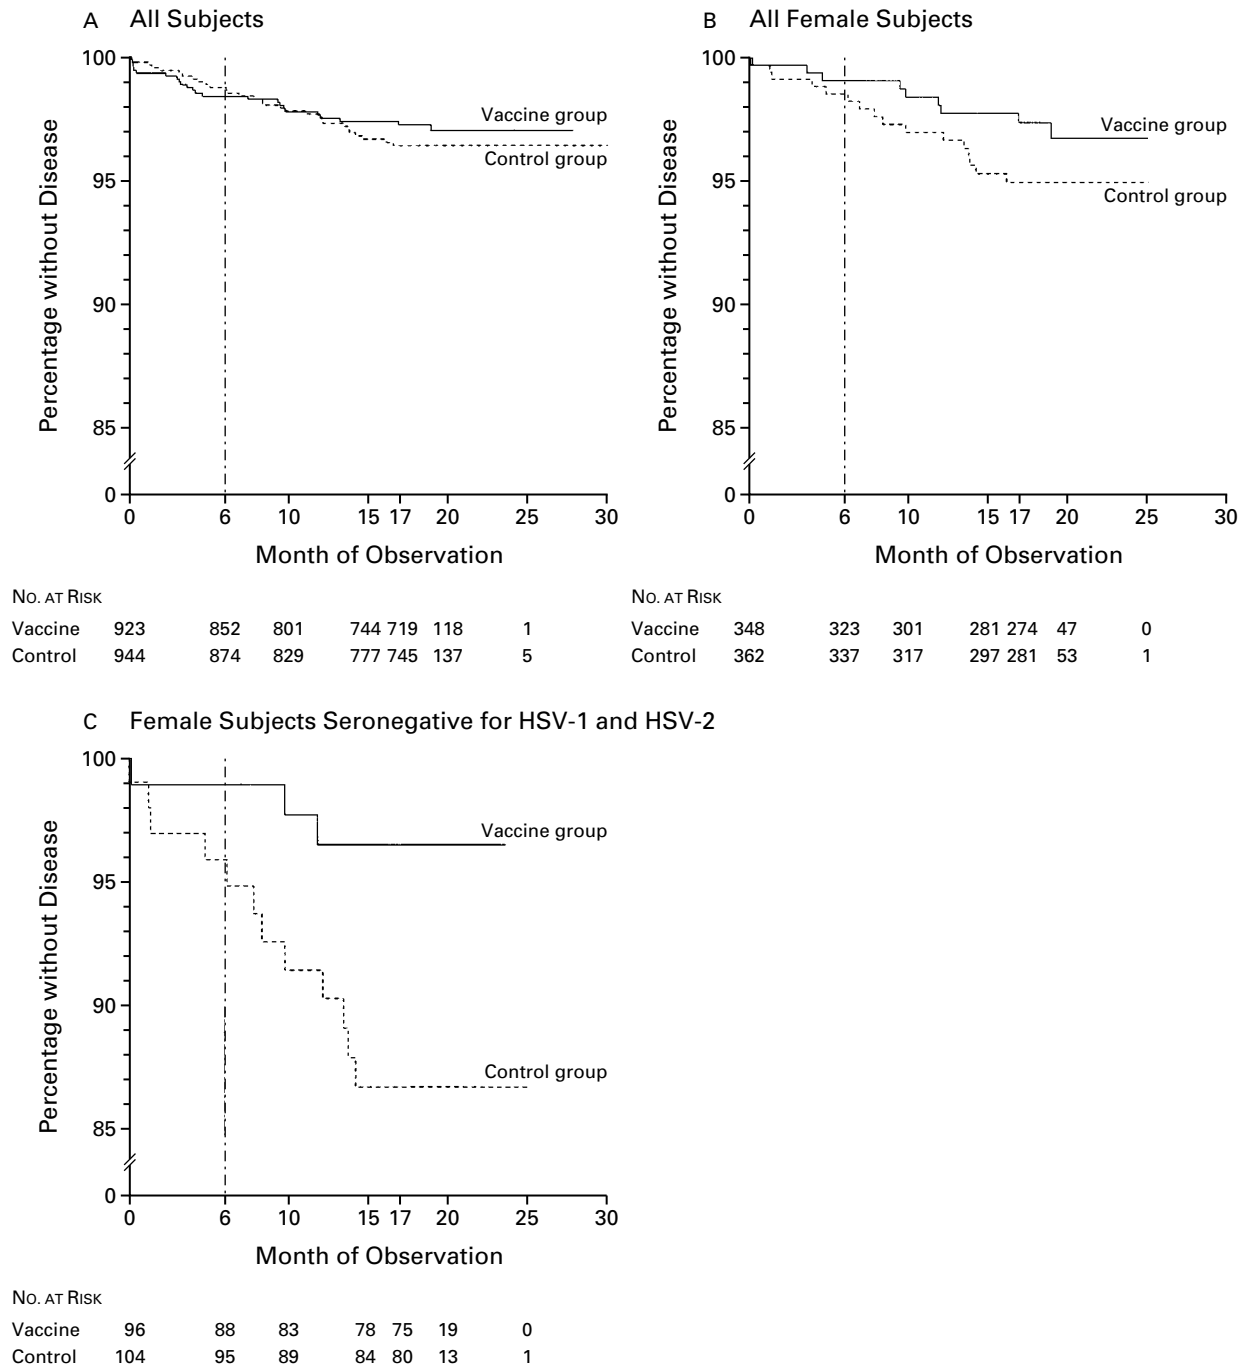 A All Subjects
100
95
90
85
0
Percentage without Disease
Vaccine group
Control group
0 6 10 15 17 20 25 30
Month of Observation
NO. AT RISK
Vaccine 923 852 801 744 719 118 1
Control 944 874 829 777 745 137 5
B All Female Subjects
100
95
90
85
0
Percentage without Disease
Vaccine group
Control group
0 6 10 15 17 20 25 30
Month of Observation
NO. AT RISK
Vaccine 348 323 301 281 274 47 0
Control 362 337 317 297 281 53 1
C Female Subjects Seronegative for HSV-1 and HSV-2
100
95
90
85
0
Percentage without Disease
Vaccine group
Control group
0 6 10 15 17 20 25 30
Month of Observation
NO. AT RISK
Vaccine 96 88 83 78 75 19 0
Control 104 95 89 84 80 13 1